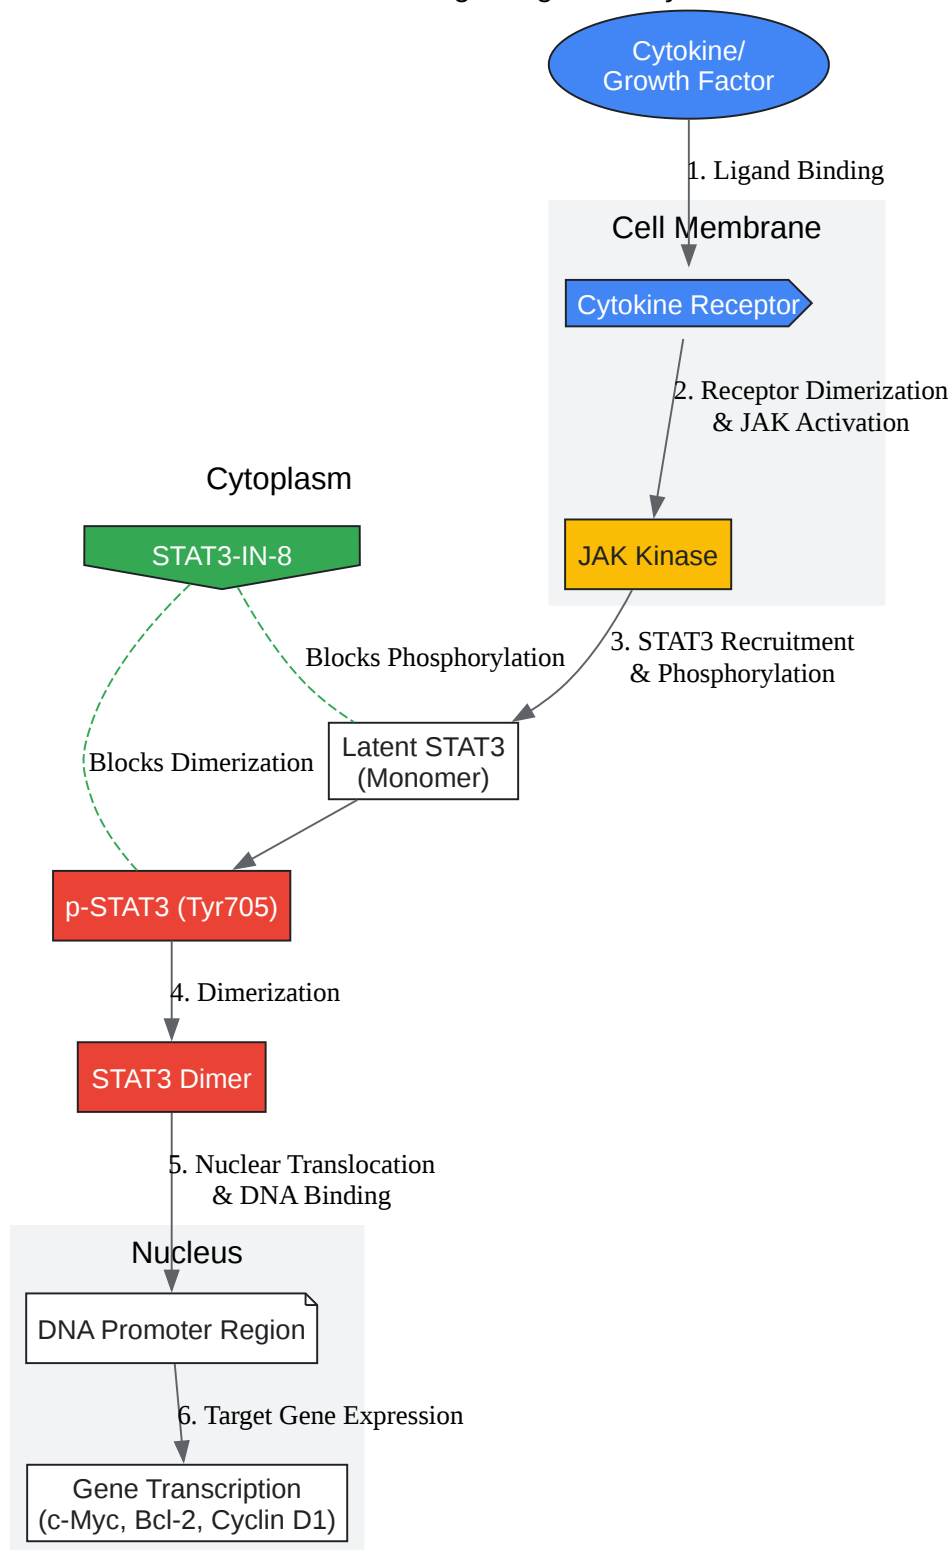 Cytokine/
Growth Factor
1. Ligand Binding
Cell Membrane
Cytokine Receptor
2. Receptor Dimerization
& JAK Activation
Cytoplasm
STAT3-IN-8
JAK Kinase
Blocks Phosphorylation
3. STAT3 Recruitment
& Phosphorylation
Latent STAT3
(Monomer)
Blocks Dimerization
p-STAT3 (Tyr705)
4. Dimerization
STAT3 Dimer
5. Nuclear Translocation
& DNA Binding
Nucleus
DNA Promoter Region
6. Target Gene Expression
Gene Transcription
(c-Myc, Bcl-2, Cyclin D1)